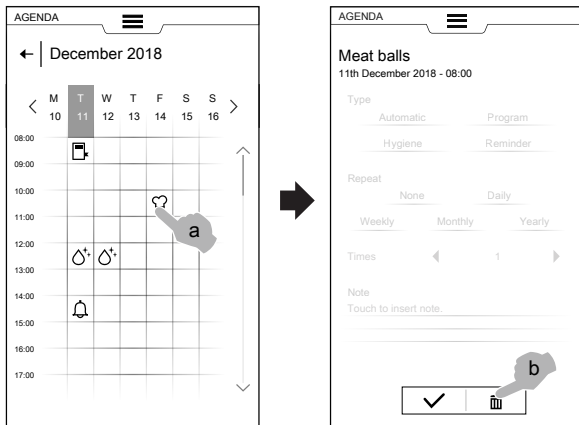 AGENDA
December 2018
M T W T F S S
10 11 12 13 14 15 16
08:00
09:00
10:00
11:00
12:00
13:00
14:00
15:00
16:00
17:00
a
AGENDA
Meat balls
11th December 2018 - 08:00
Type
Automatic Program
Hygiene Reminder
Repeat
None Daily
Weekly Monthly Yearly
Times 1
Note
Touch to insert note.
b